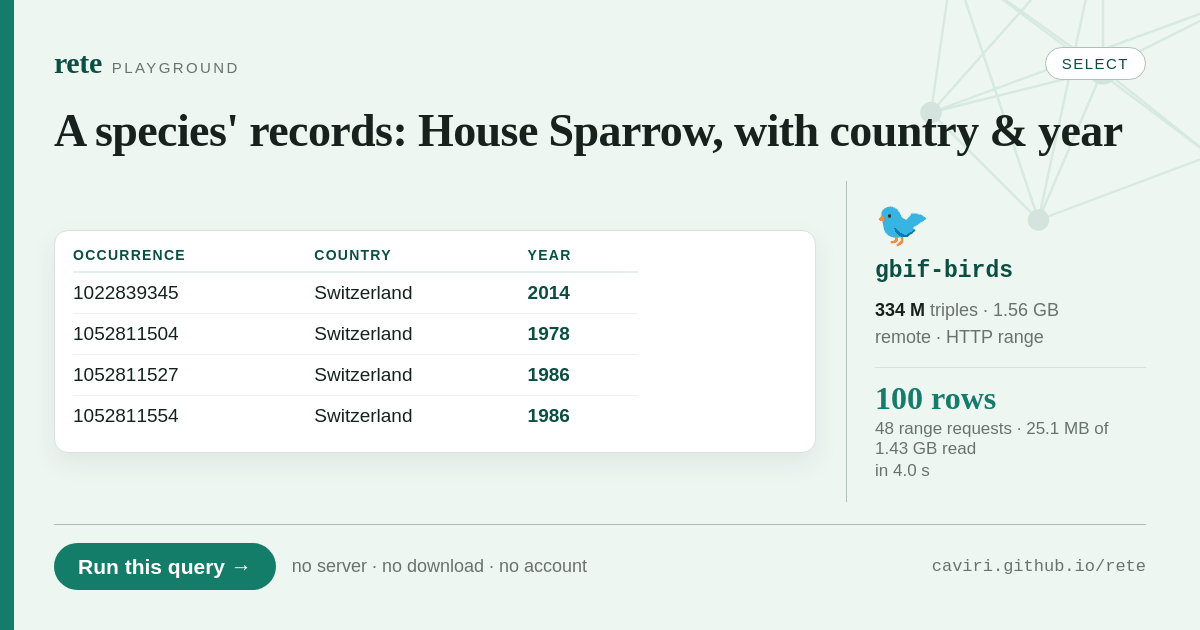 rete PLAYGROUND
SELECT
A species' records: House Sparrow, with country & year
OCCURRENCE COUNTRY YEAR
1022839345 Switzerland 2014
1052811504 Switzerland 1978
1052811527 Switzerland 1986
1052811554 Switzerland 1986
gbif-birds
334 M triples · 1.56 GB
remote · HTTP range
100 rows
48 range requests · 25.1 MB of
1.43 GB read
in 4.0 s
Run this query →
no server · no download · no account
caviri.github.io/rete